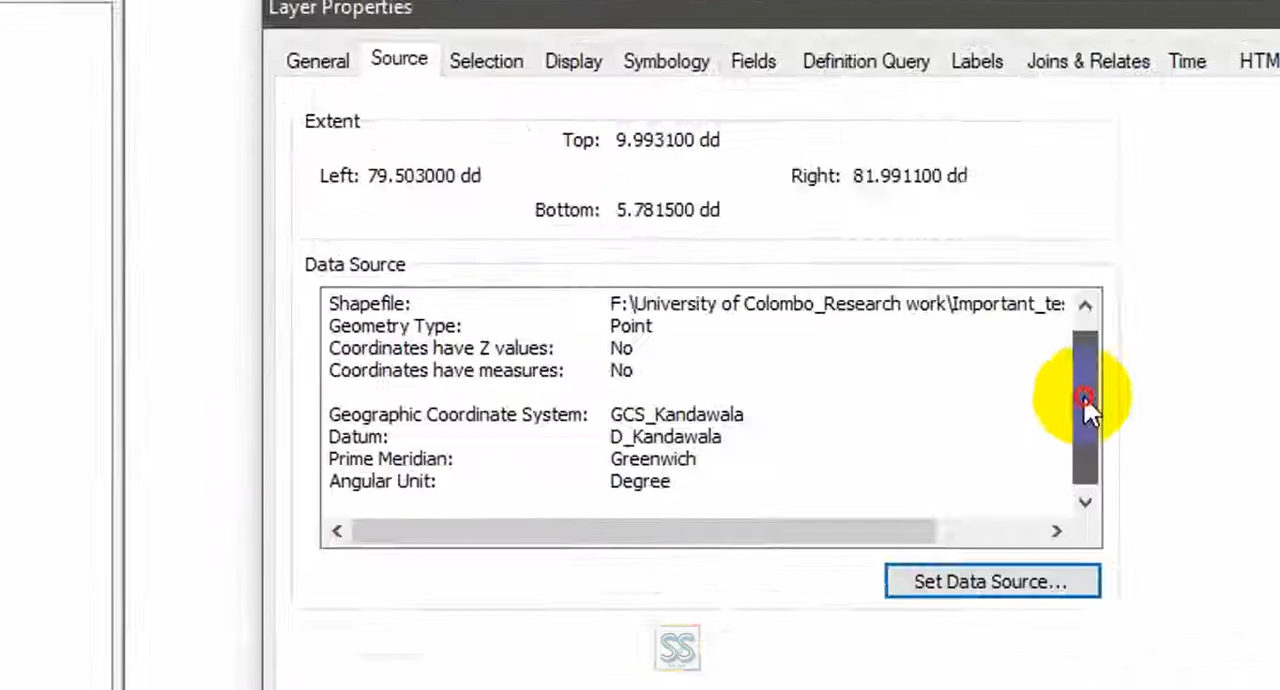 Layer Properties
General Source Selection Display Symbology Fields Definition Query Labels Joins & Relates Time HTM
Extent
Top: 9.993100 dd
Left: 79.503000 dd Right: 81.991100 dd
Bottom: 5.781500 dd
Data Source
Shapefile: F:\University of Colombo_Research work\Important_te:
Geometry Type: Point
Coordinates have Z values: No
Coordinates have measures: No
Geographic Coordinate System: GCS_Kandawala
Datum: D_Kandawala
Prime Meridian: Greenwich
Angular Unit: Degree
Set Data Source...
SS